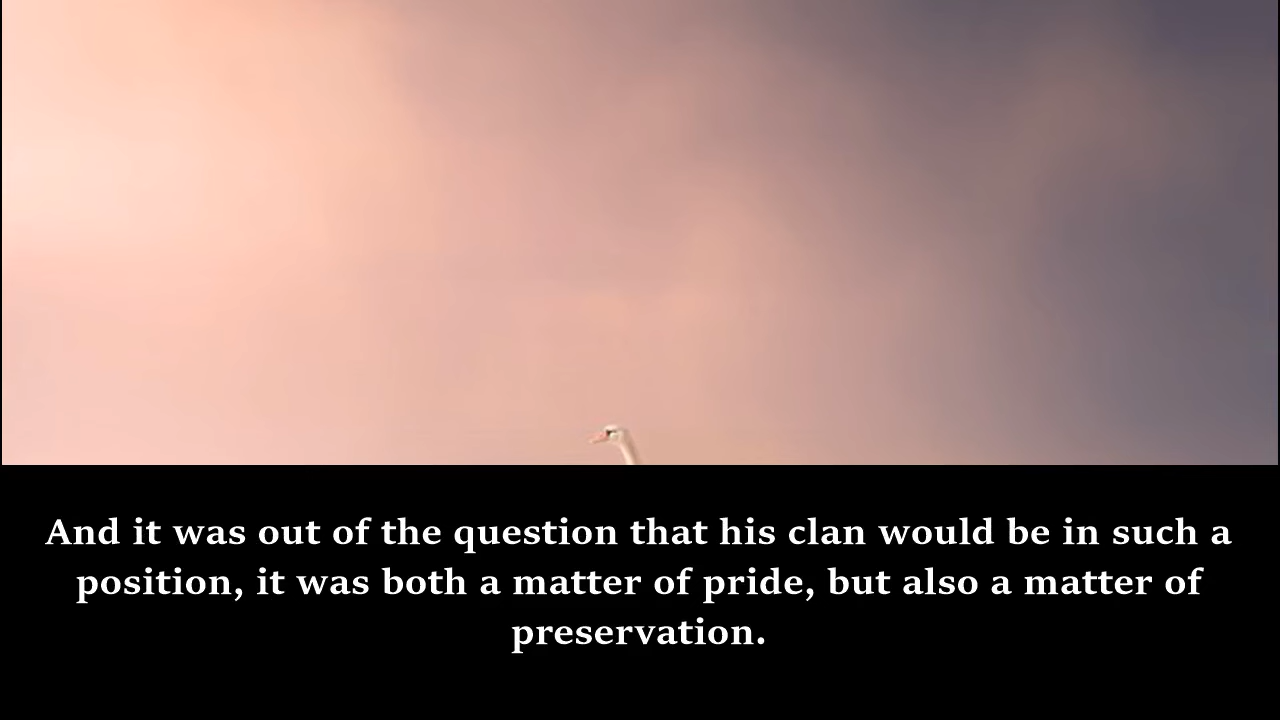 And it was out of the question that his clan would be in such a
position, it was both a matter of pride, but also a matter of
preservation.